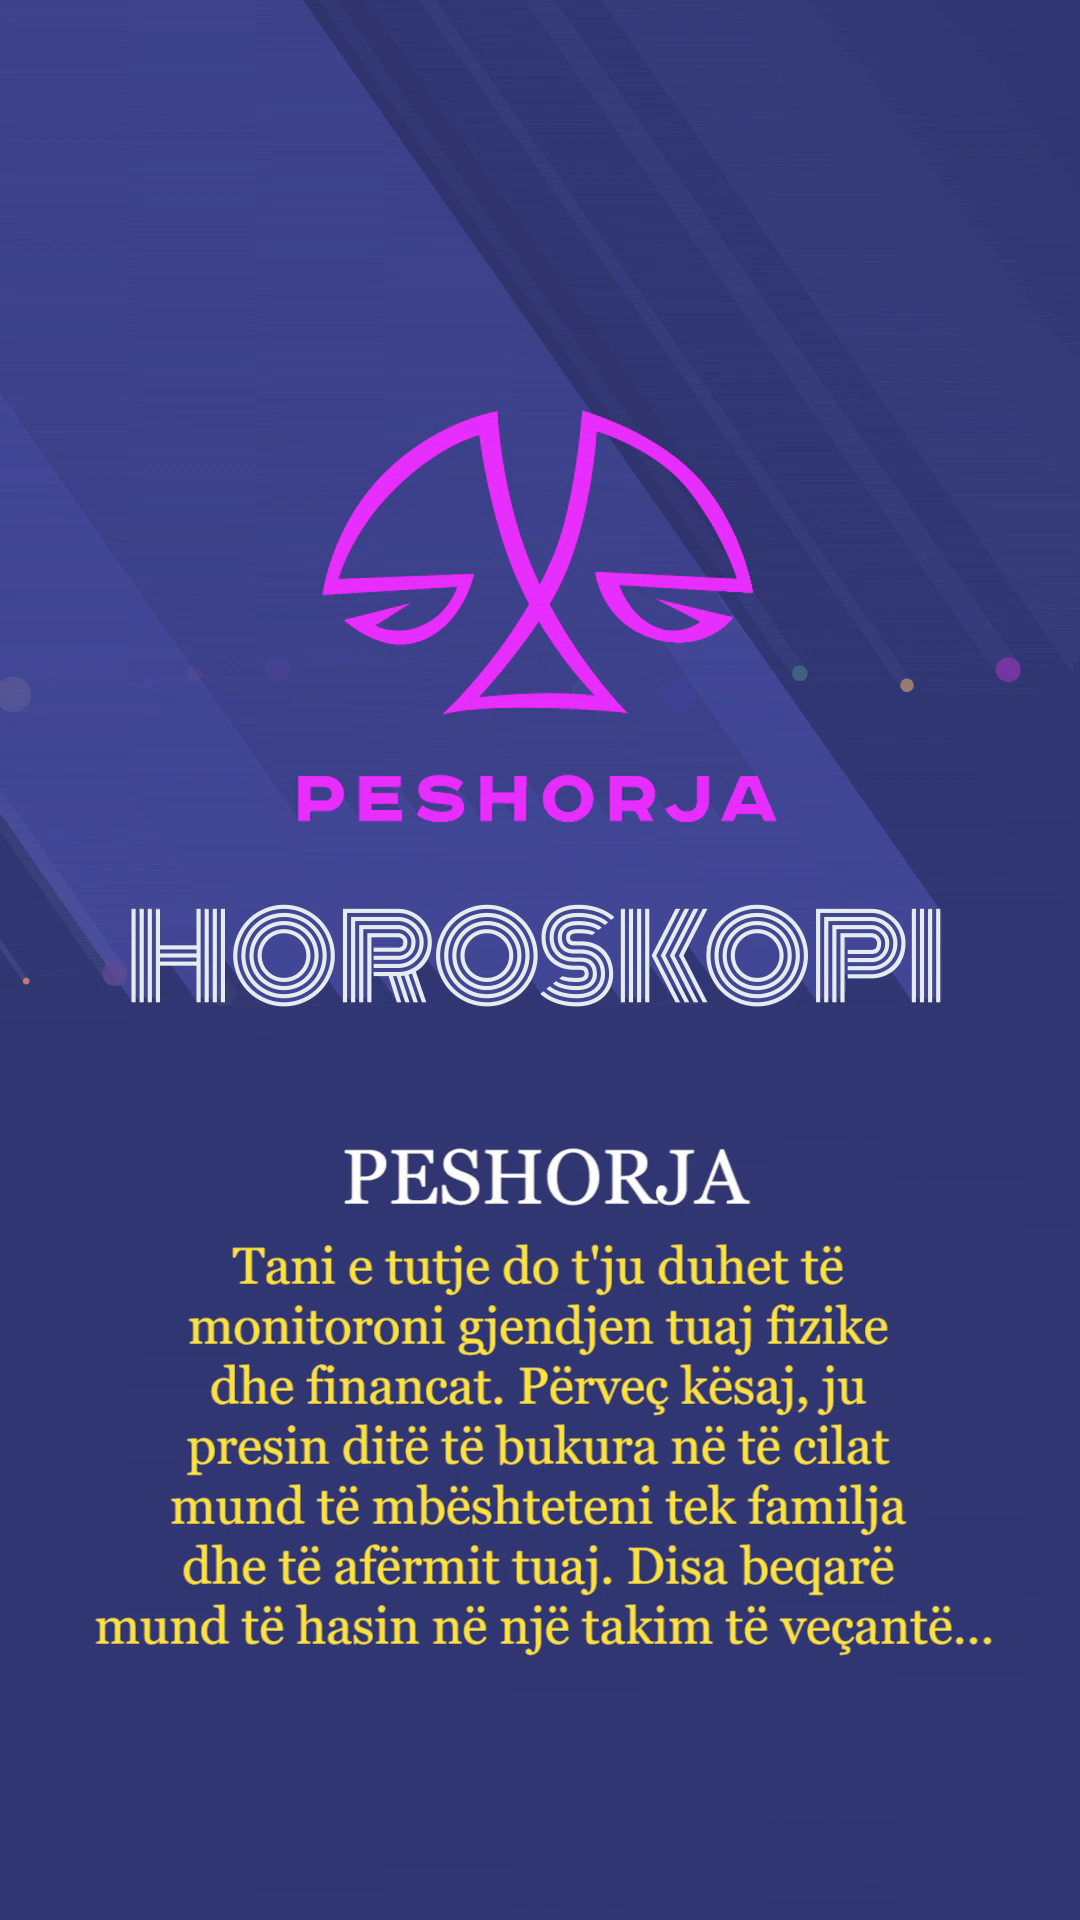 PESHORJA
HOROSKOPI
PESHORJA
Tani e tutje do t'ju duhet të
monitoroni gjendjen tuaj fizike
dhe financat. Përveç kësaj, ju
presin ditë të bukura në të cilat
mund të mbështeteni tek familja
dhe të afërmit tuaj. Disa beqarë
mund të hasin në një takim të veçantë...